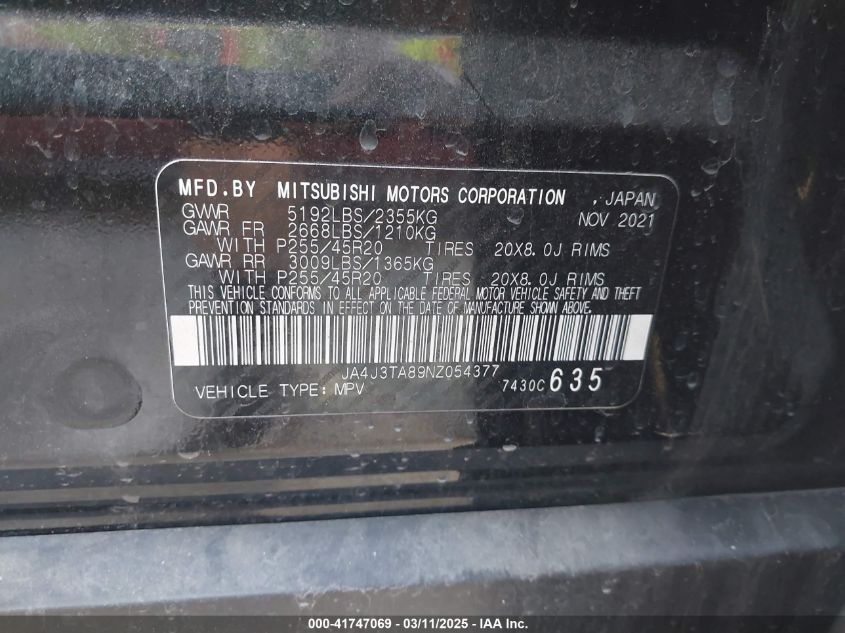 MFD.BY MITSUBISHI MOTORS CORPORATION , JAPAN
GVWR 5192LBS/2355KG NOV 2021
GAWR FR 2668LBS/1210KG
WITH P255/45R20 TIRES 20X8.0J RIMS
GAWR RR 3009LBS/1365KG
WITH P255/45R20 TIRES 20X8.0J RIMS
THIS VEHICLE CONFORMS TO ALL APPLICABLE FEDERAL MOTOR VEHICLE SAFETY AND THEFT
PREVENTION STANDARDS IN EFFECT ON THE DATE OF MANUFACTURE SHOWN ABOVE.
JA4J3TA89NZ054377
VEHICLE TYPE: MPV 7430C 635
000-41747069 - 03/11/2025 - IAAI.COM